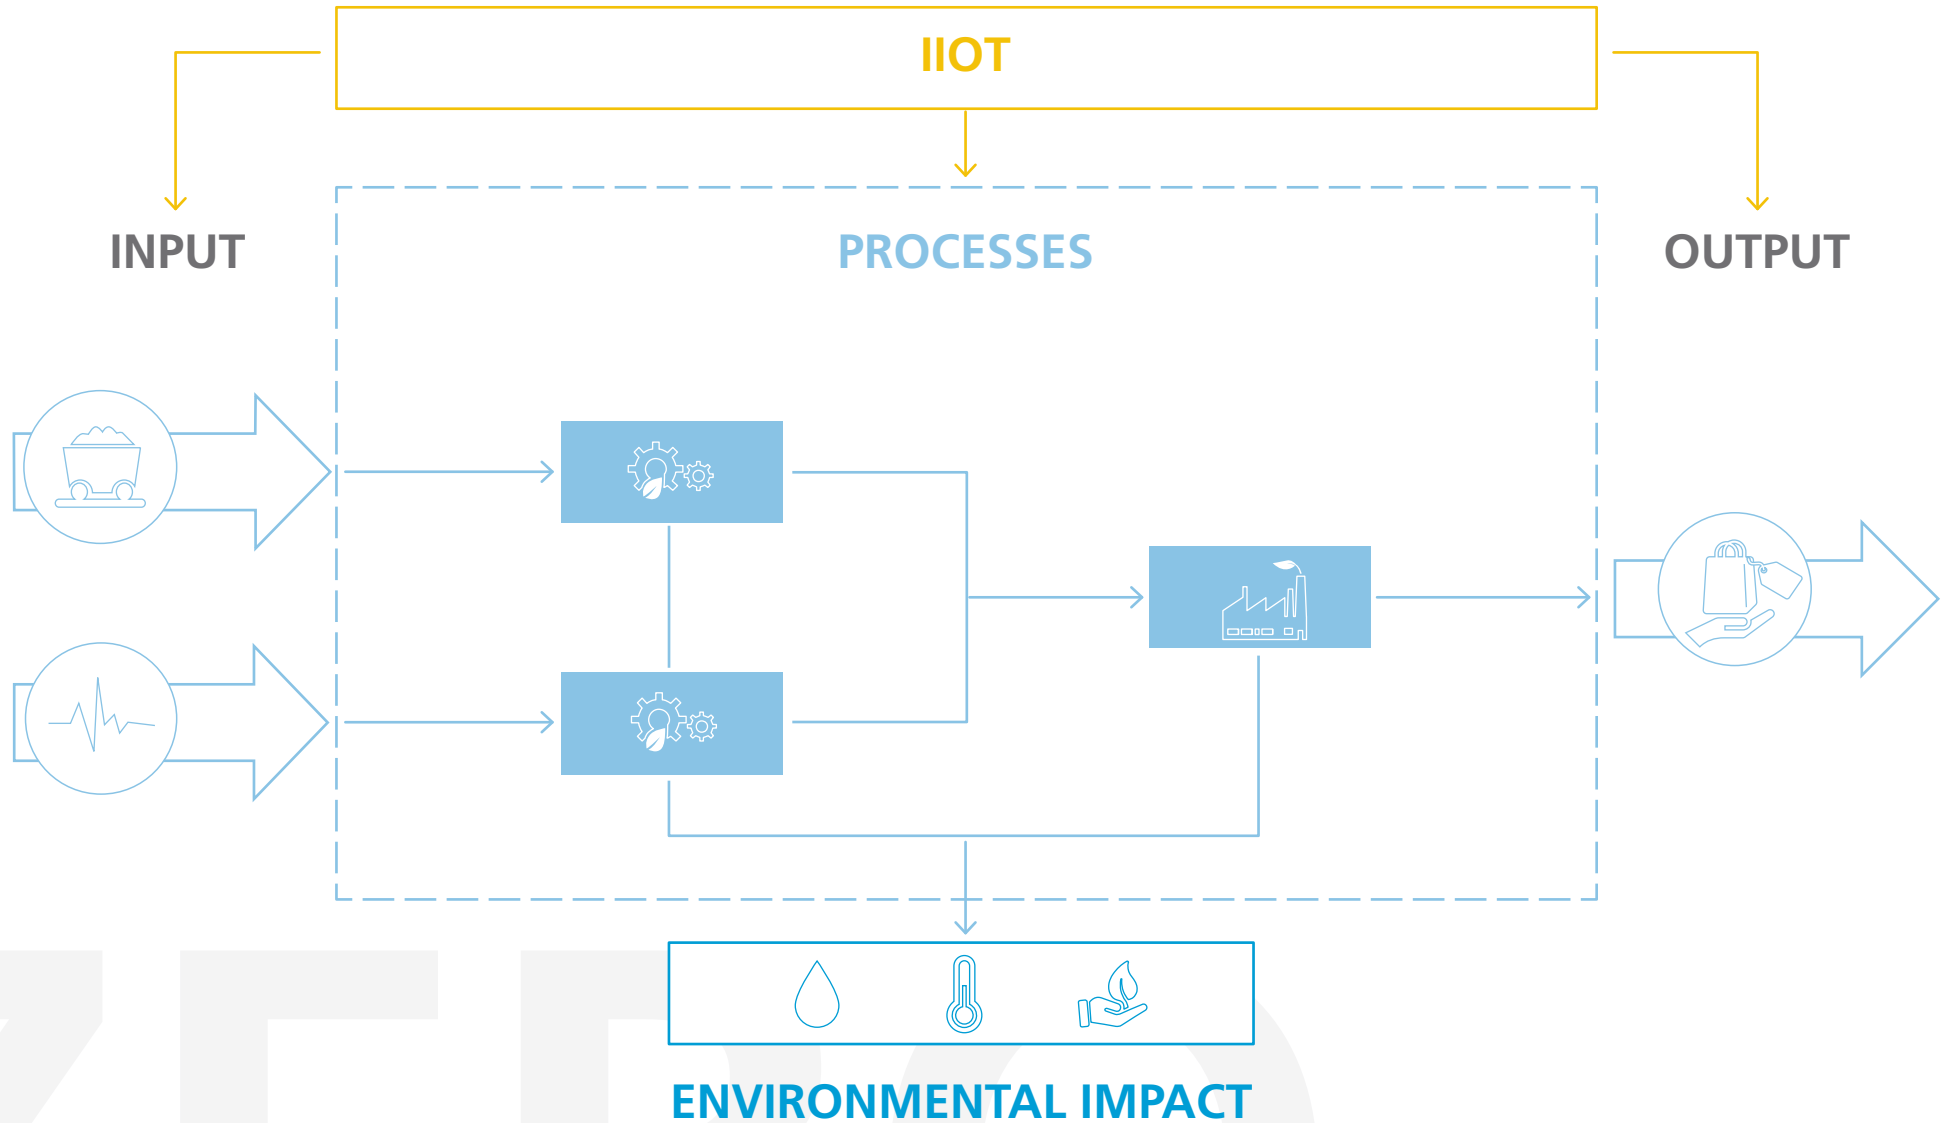 IIOT
INPUT
PROCESSES
OUTPUT
ENVIRONMENTAL IMPACT